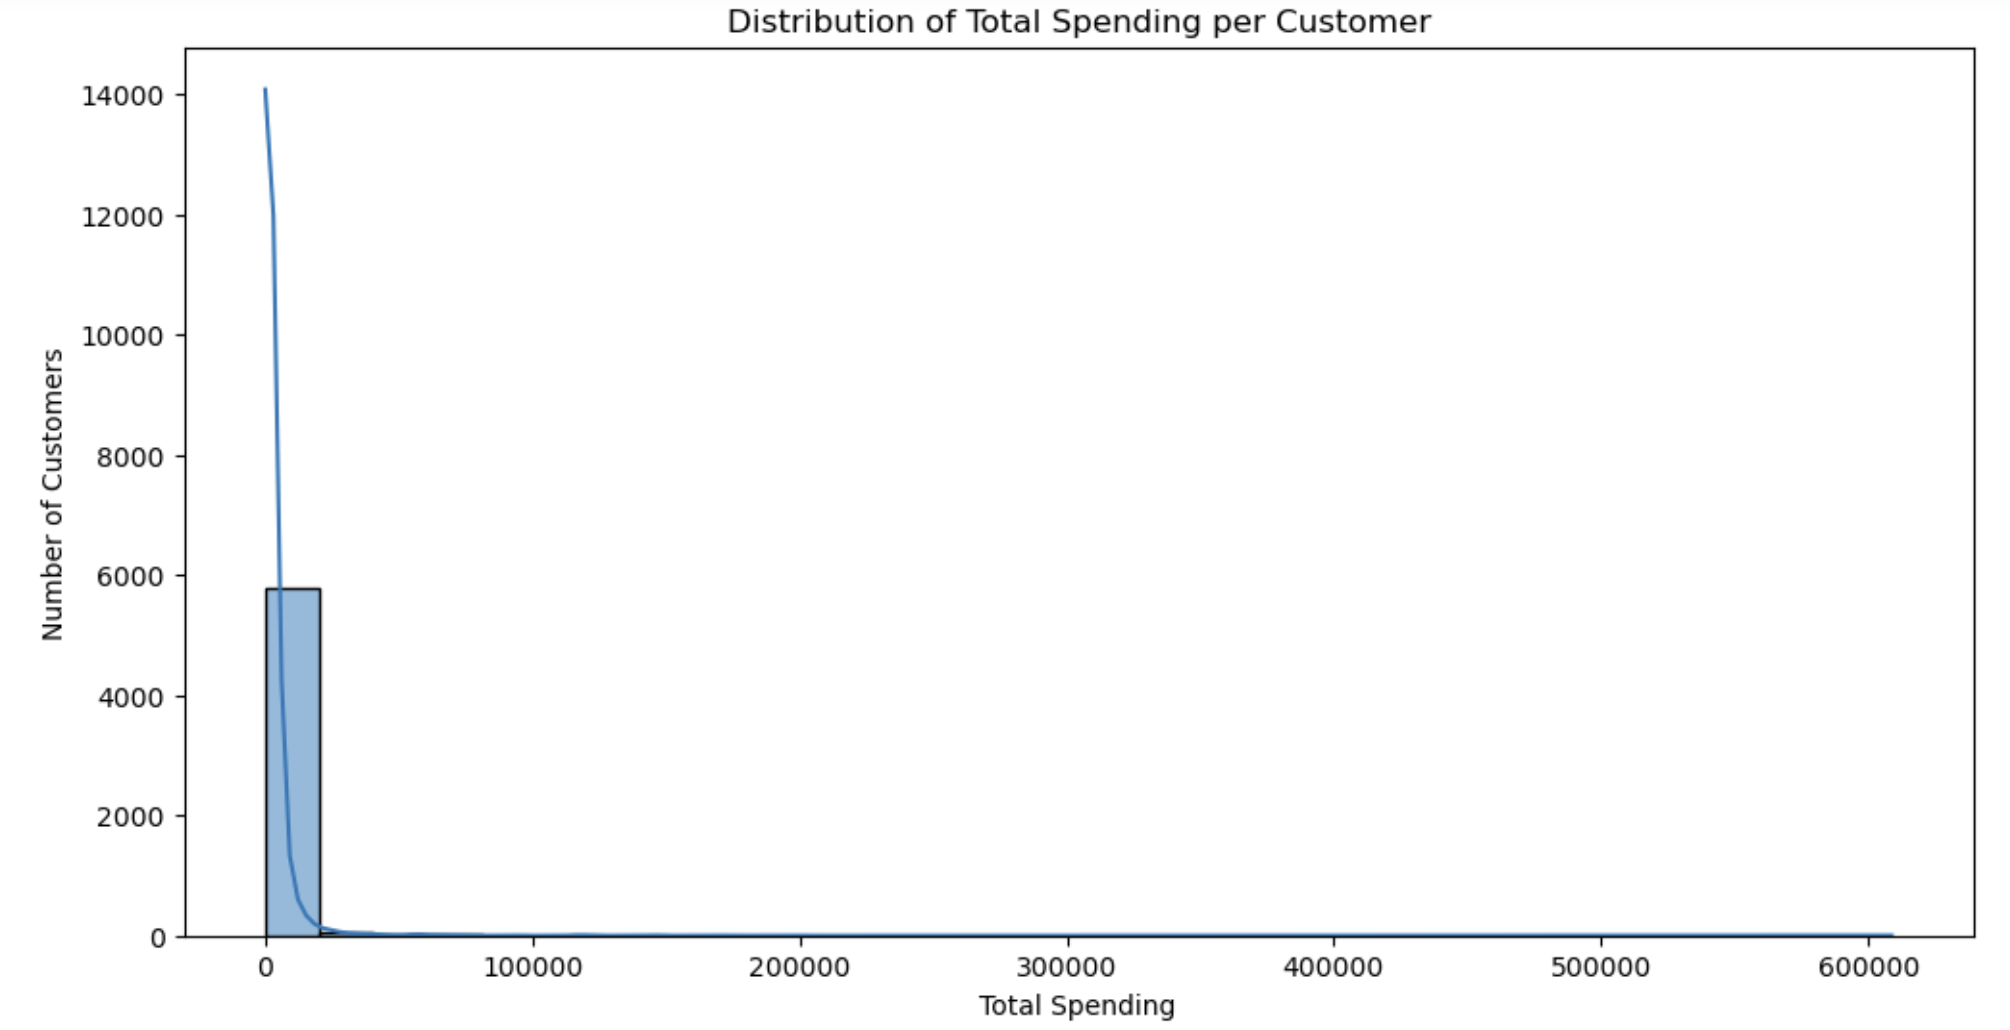 Distribution of Total Spending per Customer
14000
12000
10000
8000
6000
4000
2000
0
Number of Customers
0 100000 200000 300000 400000 500000 600000
Total Spending